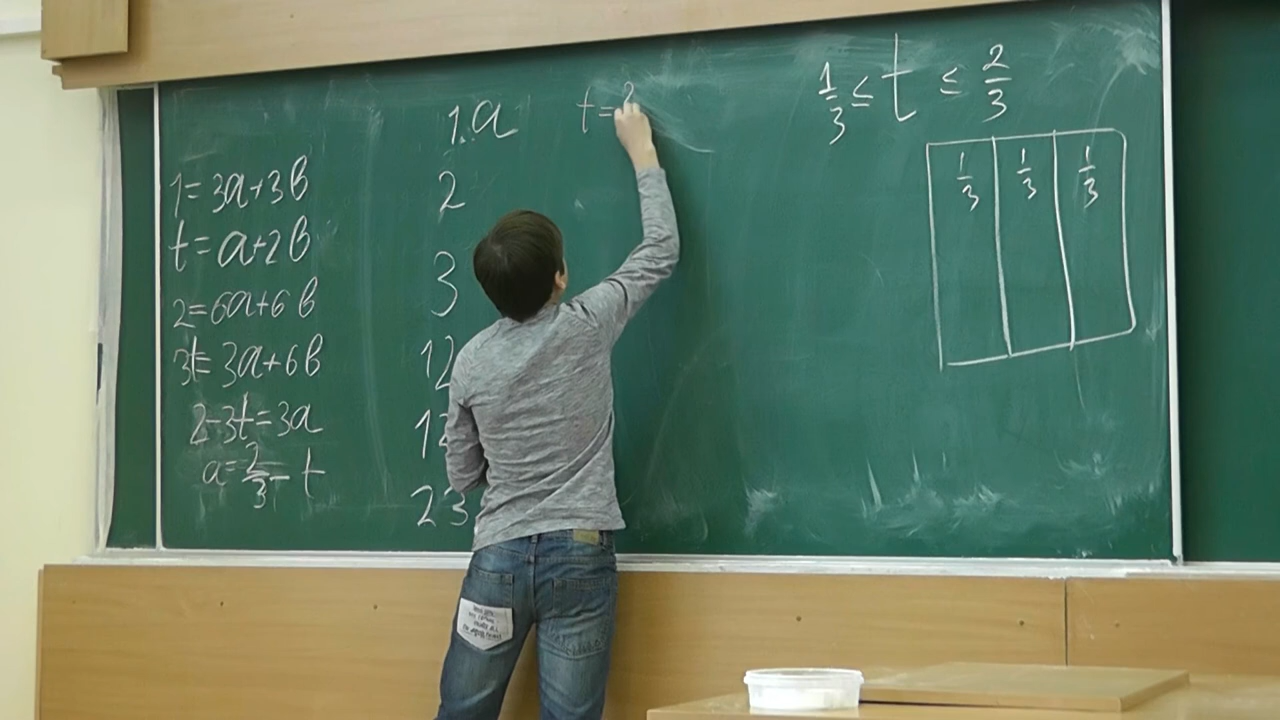 1=3a+3b
t=a+2b
2=6a+6b
3t=3a+6b
2-3t=3a
a=2/3-t
1.a
2
3
12
12
23
t=
1/3 ≤ t ≤ 2/3
1/3 1/3 1/3